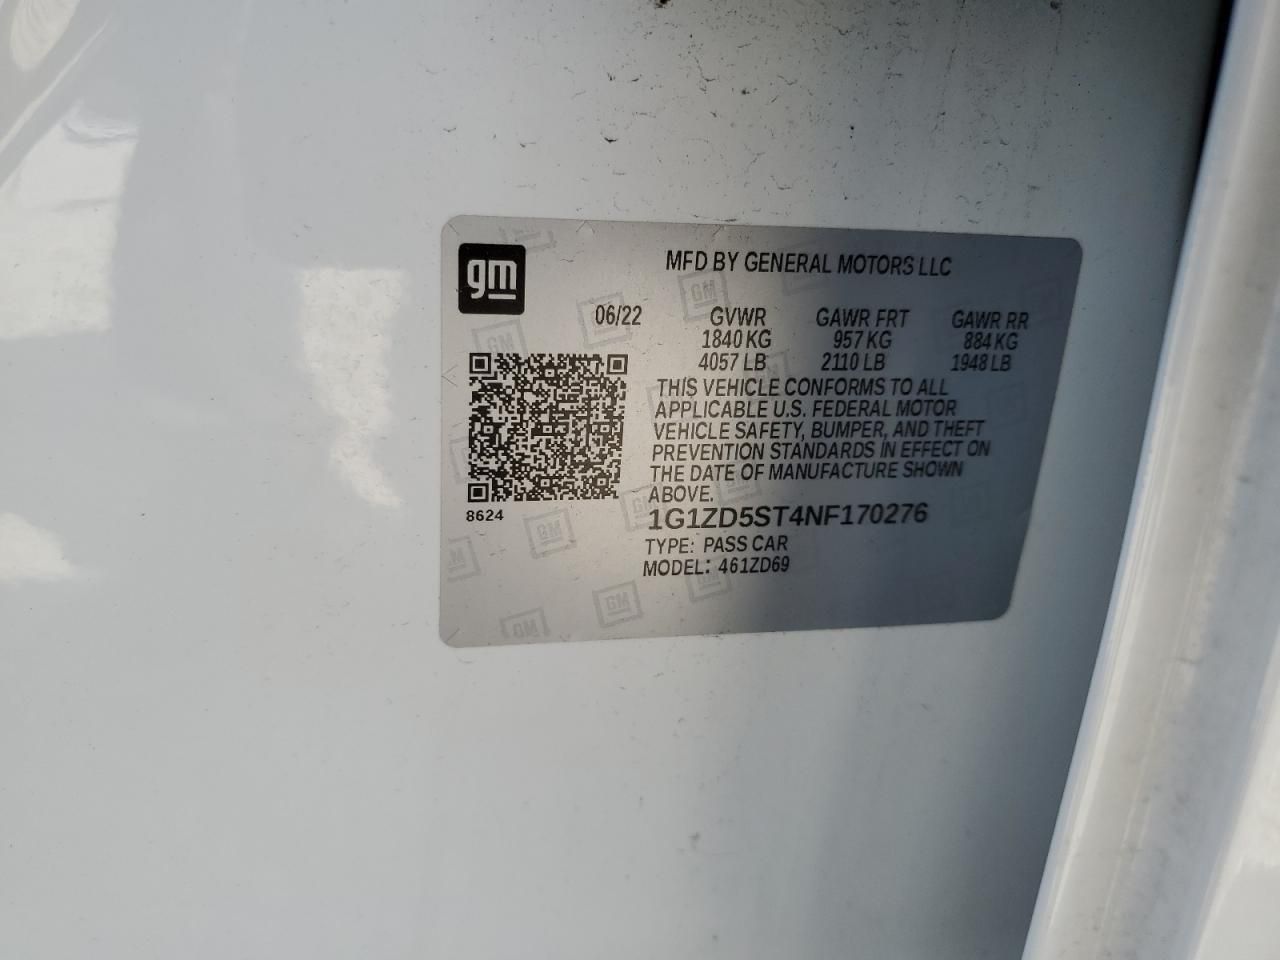 gm
MFD BY GENERAL MOTORS LLC
06/22 GVWR GAWR FRT GAWR RR
1840 KG 957 KG 884 KG
4057 LB 2110 LB 1948 LB
THIS VEHICLE CONFORMS TO ALL
APPLICABLE U.S. FEDERAL MOTOR
VEHICLE SAFETY, BUMPER, AND THEFT
PREVENTION STANDARDS IN EFFECT ON
THE DATE OF MANUFACTURE SHOWN
ABOVE.
8624
1G1ZD5ST4NF170276
TYPE: PASS CAR
MODEL: 461ZD69